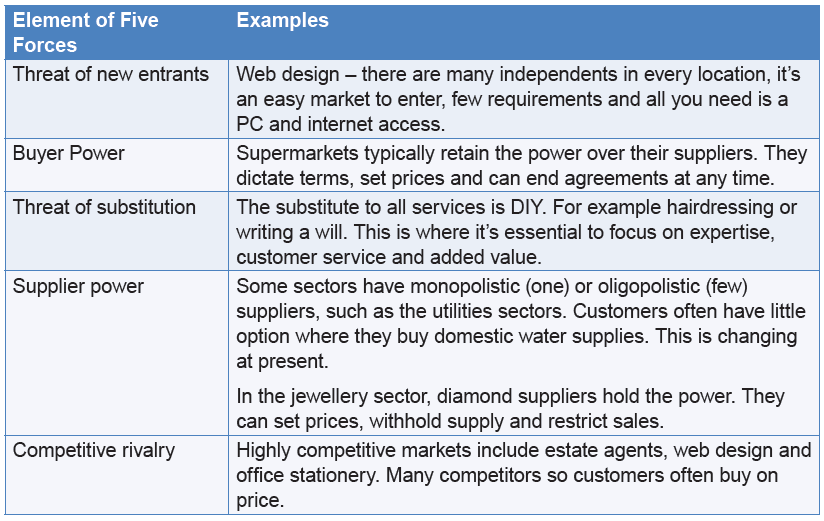 Element of Five
Forces
Examples
Threat of new entrants
Web design – there are many independents in every location, it's
an easy market to enter, few requirements and all you need is a
PC and internet access.
Buyer Power
Supermarkets typically retain the power over their suppliers. They
dictate terms, set prices and can end agreements at any time.
Threat of substitution
The substitute to all services is DIY. For example hairdressing or
writing a will. This is where it's essential to focus on expertise,
customer service and added value.
Supplier power
Some sectors have monopolistic (one) or oligopolistic (few)
suppliers, such as the utilities sectors. Customers often have little
option where they buy domestic water supplies. This is changing
at present.
In the jewellery sector, diamond suppliers hold the power. They
can set prices, withhold supply and restrict sales.
Competitive rivalry
Highly competitive markets include estate agents, web design and
office stationery. Many competitors so customers often buy on
price.